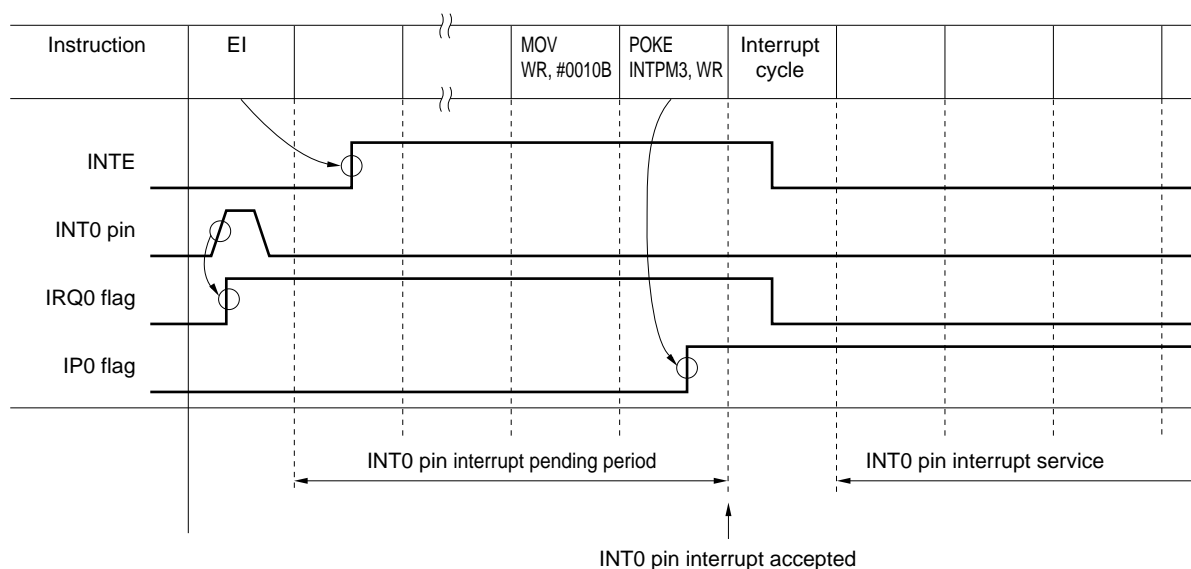 Instruction
EI
MOV
WR, #0010B
POKE
INTPM3, WR
Interrupt
cycle
INTE
INT0 pin
IRQ0 flag
IP0 flag
INT0 pin interrupt pending period
INT0 pin interrupt service
INT0 pin interrupt accepted